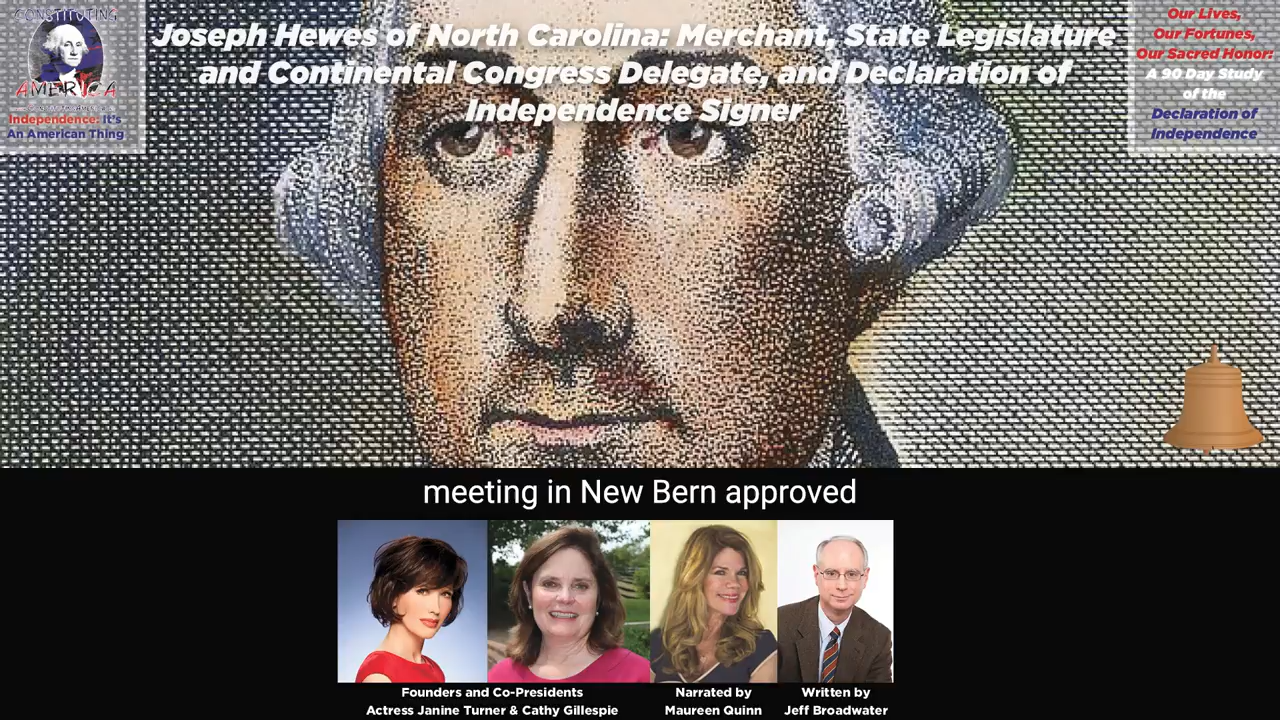 CONSTITUTING
AMERICA
Independence: It's
An American Thing
Joseph Hewes of North Carolina: Merchant, State Legislature
and Continental Congress Delegate, and Declaration of
Independence Signer
Our Lives,
Our Fortunes,
Our Sacred Honor:
A 90 Day Study
of the
Declaration of
Independence
meeting in New Bern approved
Founders and Co-Presidents
Actress Janine Turner & Cathy Gillespie
Narrated by
Maureen Quinn
Written by
Jeff Broadwater